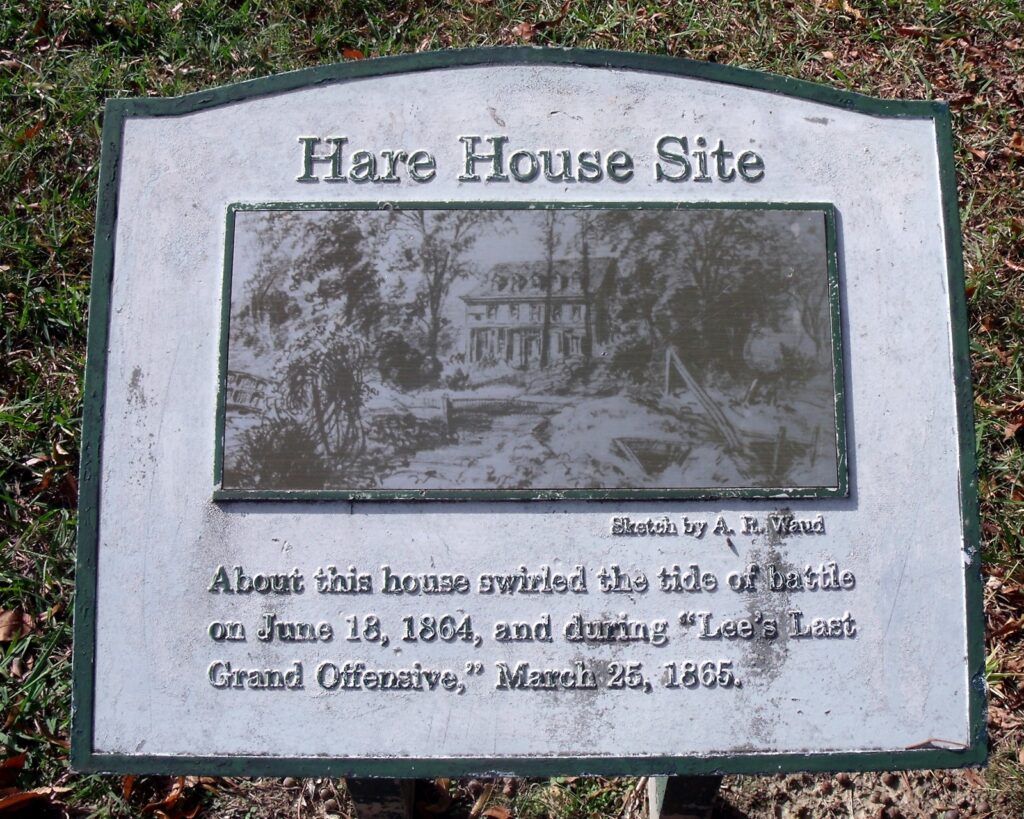 Hare House Site
Sketch by A. R. Waud
About this house swirled the tide of battle
on June 18, 1864, and during “Lee’s Last
Grand Offensive,” March 25, 1865.